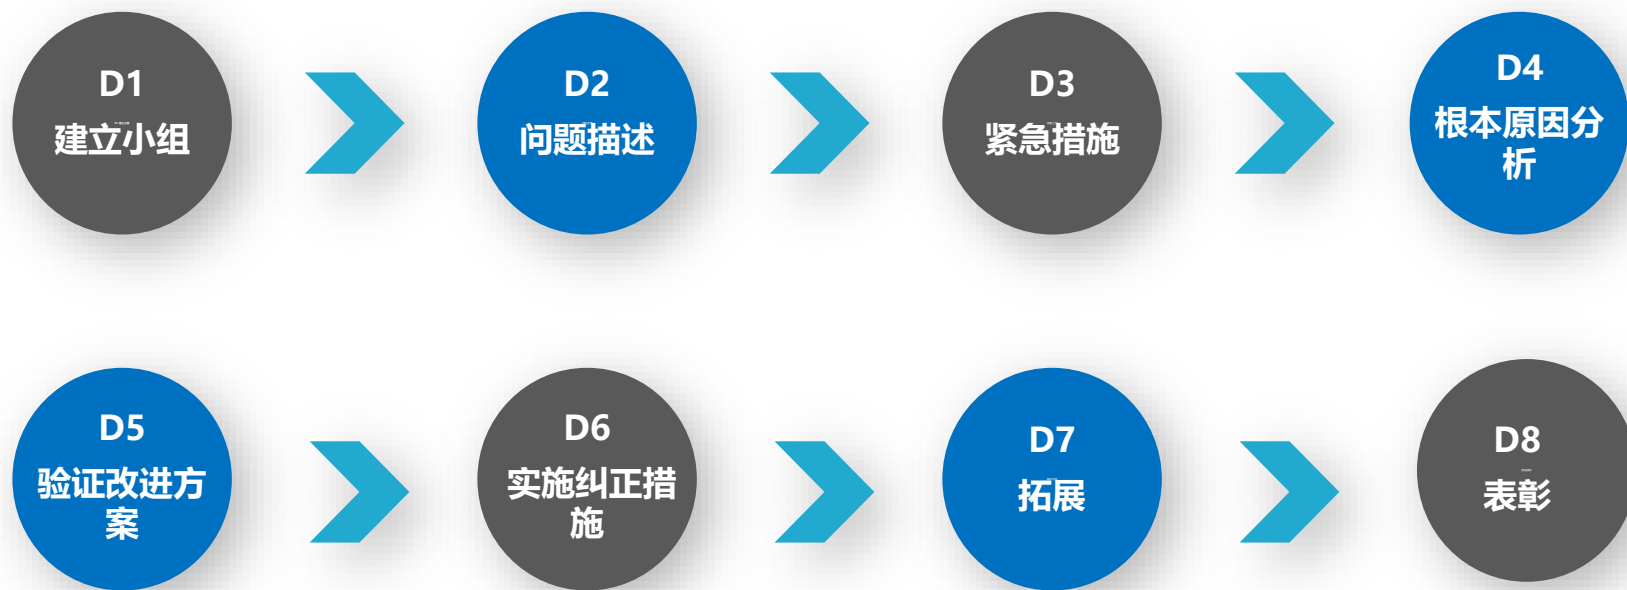 D1
建立小组
D2
问题描述
D3
紧急措施
D4
根本原因分
析
D5
验证改进方
案
D6
实施纠正措
施
D7
拓展
D8
表彰